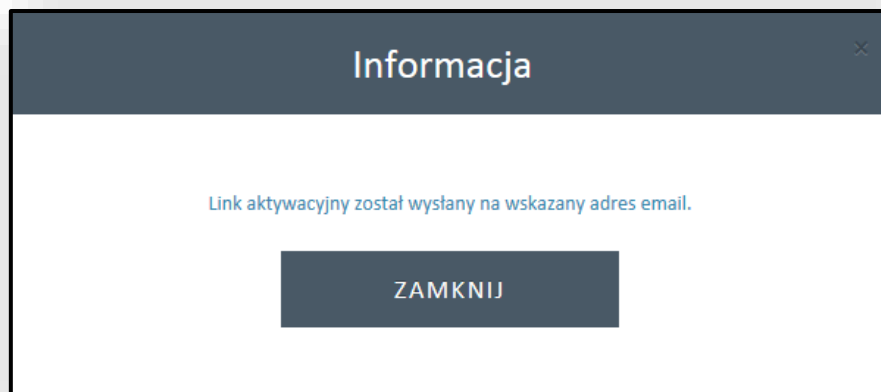 Informacja
×
Link aktywacyjny został wysłany na wskazany adres email.
ZAMKNIJ